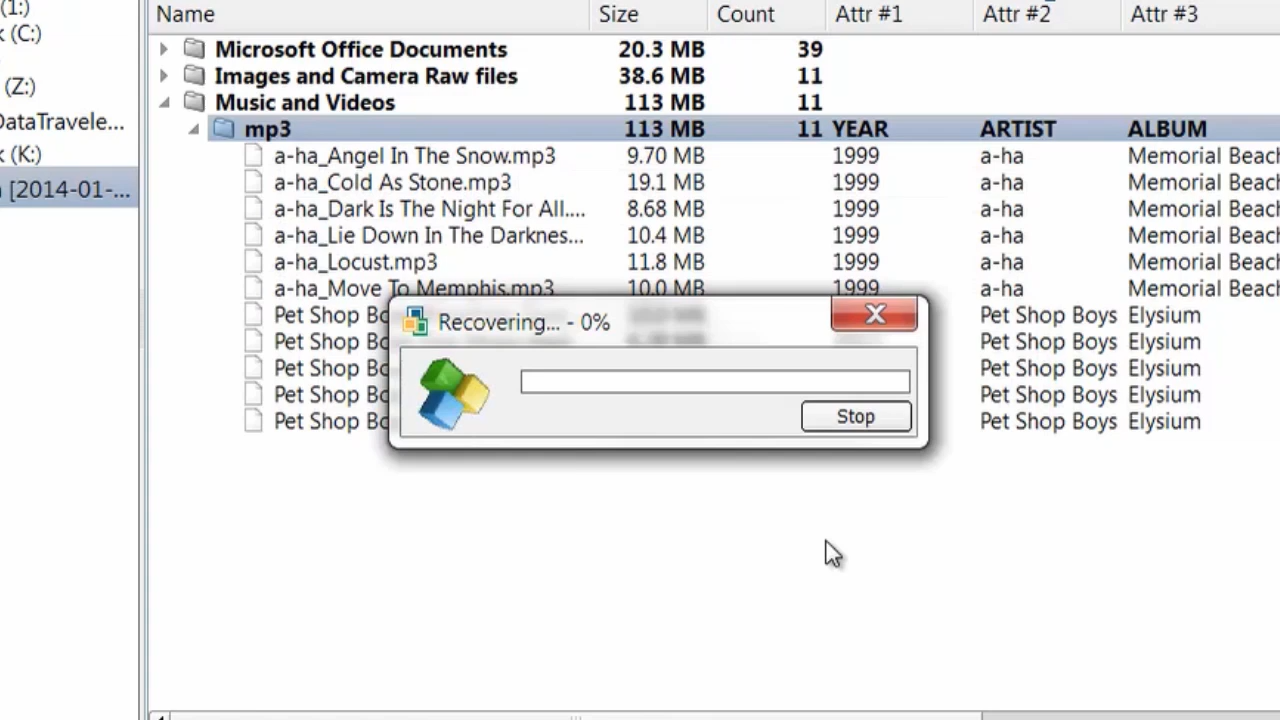 (1:)
(C:)
(Z:)
DataTravele...
(K:)
[2014-01-...
Name Size Count Attr #1 Attr #2 Attr #3
Microsoft Office Documents 20.3 MB 39
Images and Camera Raw files 38.6 MB 11
Music and Videos 113 MB 11
mp3 113 MB 11 YEAR ARTIST ALBUM
a-ha_Angel In The Snow.mp3 9.70 MB 1999 a-ha Memorial Beach
a-ha_Cold As Stone.mp3 19.1 MB 1999 a-ha Memorial Beach
a-ha_Dark Is The Night For All.... 8.68 MB 1999 a-ha Memorial Beach
a-ha_Lie Down In The Darknes... 10.4 MB 1999 a-ha Memorial Beach
a-ha_Locust.mp3 11.8 MB 1999 a-ha Memorial Beach
a-ha_Move To Memphis.mp3 10.0 MB 1999 a-ha Memorial Beach
Pet Shop Bo Pet Shop Boys Elysium
Pet Shop Bo Pet Shop Boys Elysium
Pet Shop Bo Pet Shop Boys Elysium
Pet Shop Bo Pet Shop Boys Elysium
Pet Shop Bo Pet Shop Boys Elysium
Recovering... - 0%
Stop